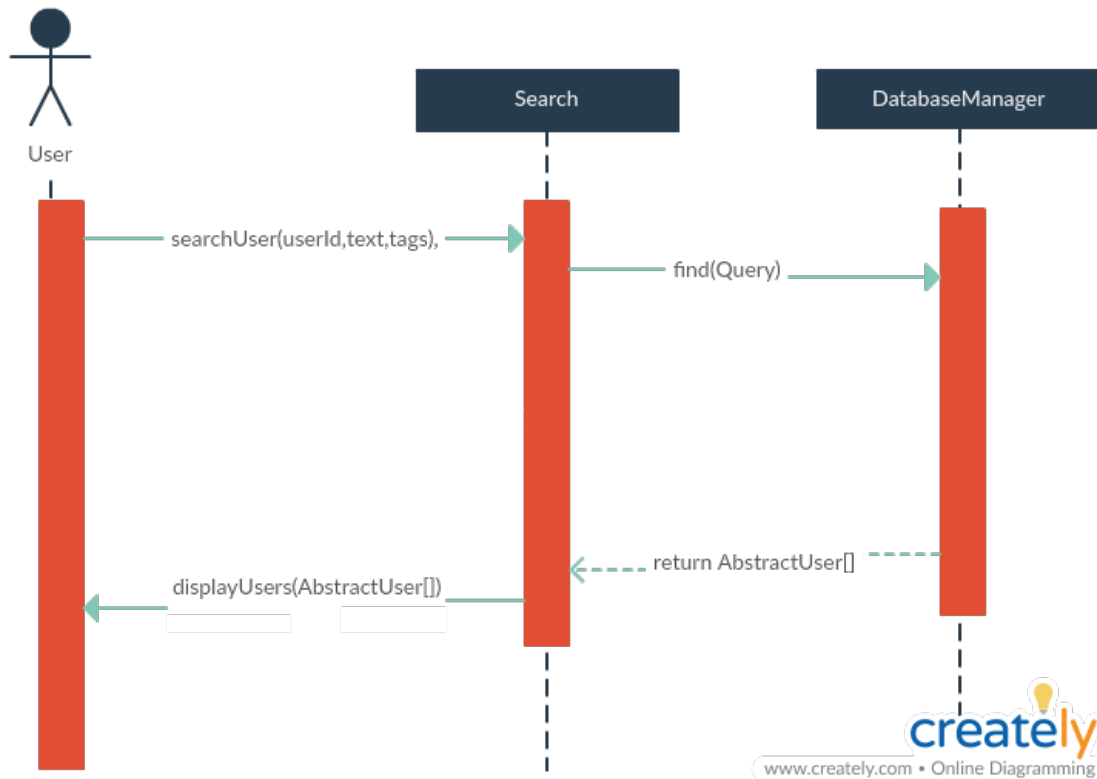 Search
DatabaseManager
User
searchUser(userId,text,tags),
find(Query)
return AbstractUser[]
displayUsers(AbstractUser[])
creately
www.creately.com • Online Diagramming